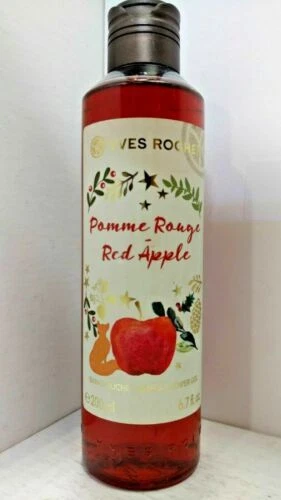 YVES ROCHER
Pomme Rouge
-
Red Apple
e 200 ml 6.7 fl.oz